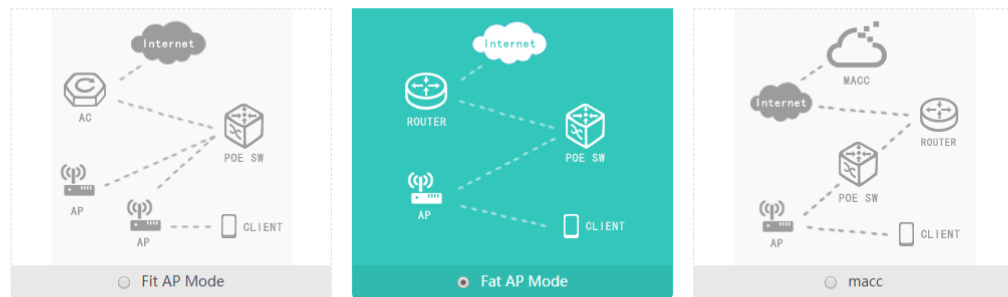 Internet
AC
POE SW
AP
AP
CLIENT
Fit AP Mode
Internet
ROUTER
POE SW
AP
CLIENT
Fat AP Mode
MACC
Internet
ROUTER
POE SW
AP
CLIENT
macc